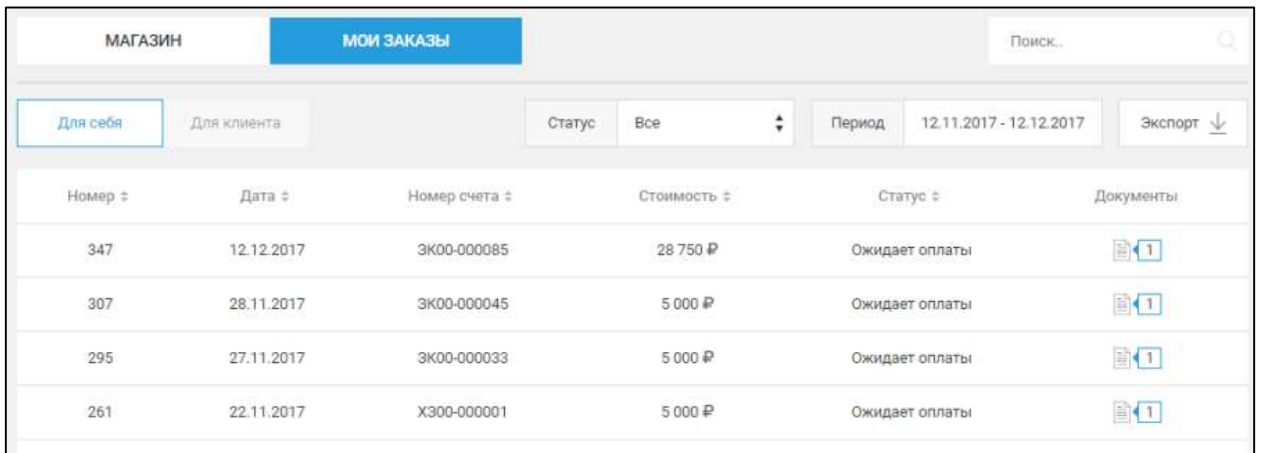 МАГАЗИН МОИ ЗАКАЗЫ Поиск..
Для себя Для клиента Статус Все Период 12.11.2017 - 12.12.2017 Экспорт
Номер Дата Номер счета Стоимость Статус Документы
347 12.12.2017 ЗК00-000085 28 750 ₽ Ожидает оплаты 1
307 28.11.2017 ЗК00-000045 5 000 ₽ Ожидает оплаты 1
295 27.11.2017 ЗК00-000033 5 000 ₽ Ожидает оплаты 1
261 22.11.2017 Х300-000001 5 000 ₽ Ожидает оплаты 1